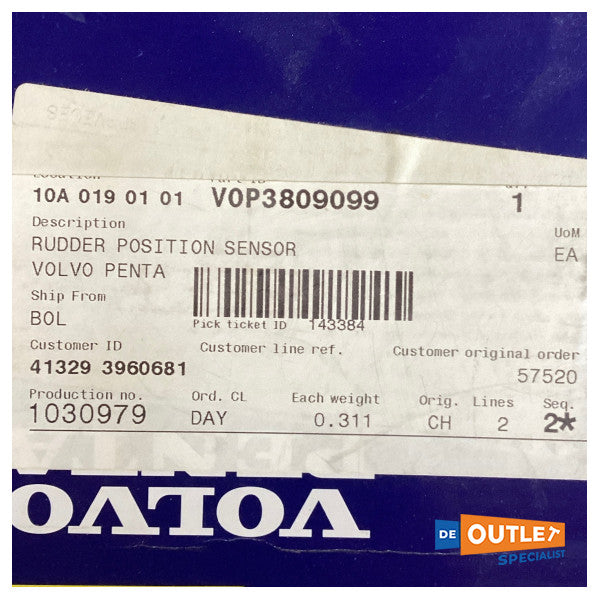 DE OUTLET
SPECIALIST
10A 019 01 01 VOP3809099 1
Description UoM
RUDDER POSITION SENSOR EA
VOLVO PENTA
Ship From
BOL
Pick ticket ID 143384
Customer ID Customer line ref. Customer original order
41329 3960681 57520
Production no. Ord. CL Each weight Orig. Lines Seq.
1030979 DAY 0.311 CH 2 2*
VOLVO